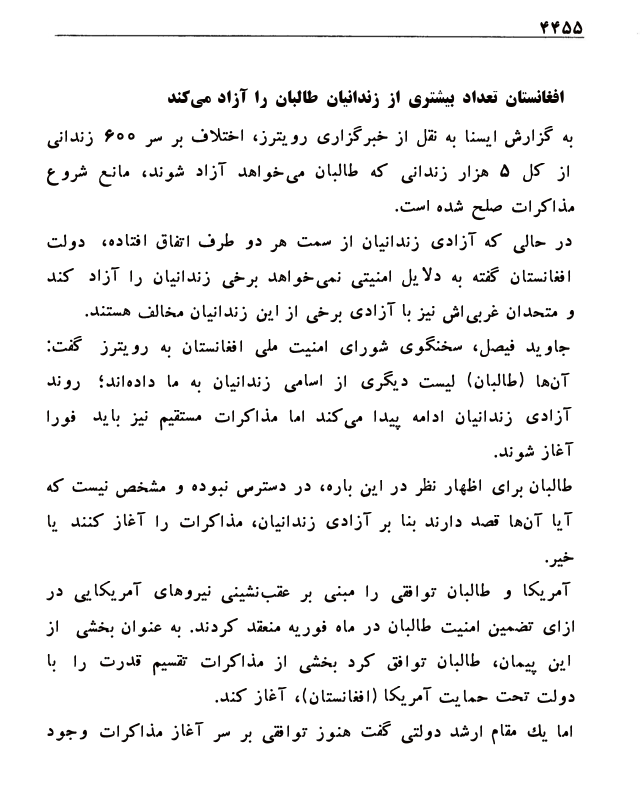 ۴۴۵۵
افغانستان تعداد بیشتری از زندانیان طالبان را آزاد می‌کند
به گزارش ایسنا به نقل از خبرگزاری رویترز، اختلاف بر سر ۶۰۰ زندانی
از کل ۵ هزار زندانی که طالبان می‌خواهد آزاد شوند، مانع شروع
مذاکرات صلح شده است.
در حالی که آزادی زندانیان از سمت هر دو طرف اتفاق افتاده، دولت
افغانستان گفته به دلایل امنیتی نمی‌خواهد برخی زندانیان را آزاد کند
و متحدان غربی‌اش نیز با آزادی برخی از این زندانیان مخالف هستند.
جاوید فیصل، سخنگوی شورای امنیت ملی افغانستان به رویترز گفت:
آن‌ها (طالبان) لیست دیگری از اسامی زندانیان به ما داده‌اند؛ روند
آزادی زندانیان ادامه پیدا می‌کند اما مذاکرات مستقیم نیز باید فورا
آغاز شوند.
طالبان برای اظهار نظر در این باره، در دسترس نبوده و مشخص نیست که
آیا آن‌ها قصد دارند بنا بر آزادی زندانیان، مذاکرات را آغاز کنند یا
خیر.
آمریکا و طالبان توافقی را مبنی بر عقب‌نشینی نیروهای آمریکایی در
ازای تضمین امنیت طالبان در ماه فوریه منعقد کردند. به عنوان بخشی از
این پیمان، طالبان توافق کرد بخشی از مذاکرات تقسیم قدرت را با
دولت تحت حمایت آمریکا (افغانستان)، آغاز کند.
اما یك مقام ارشد دولتی گفت هنوز توافقی بر سر آغاز مذاکرات وجود